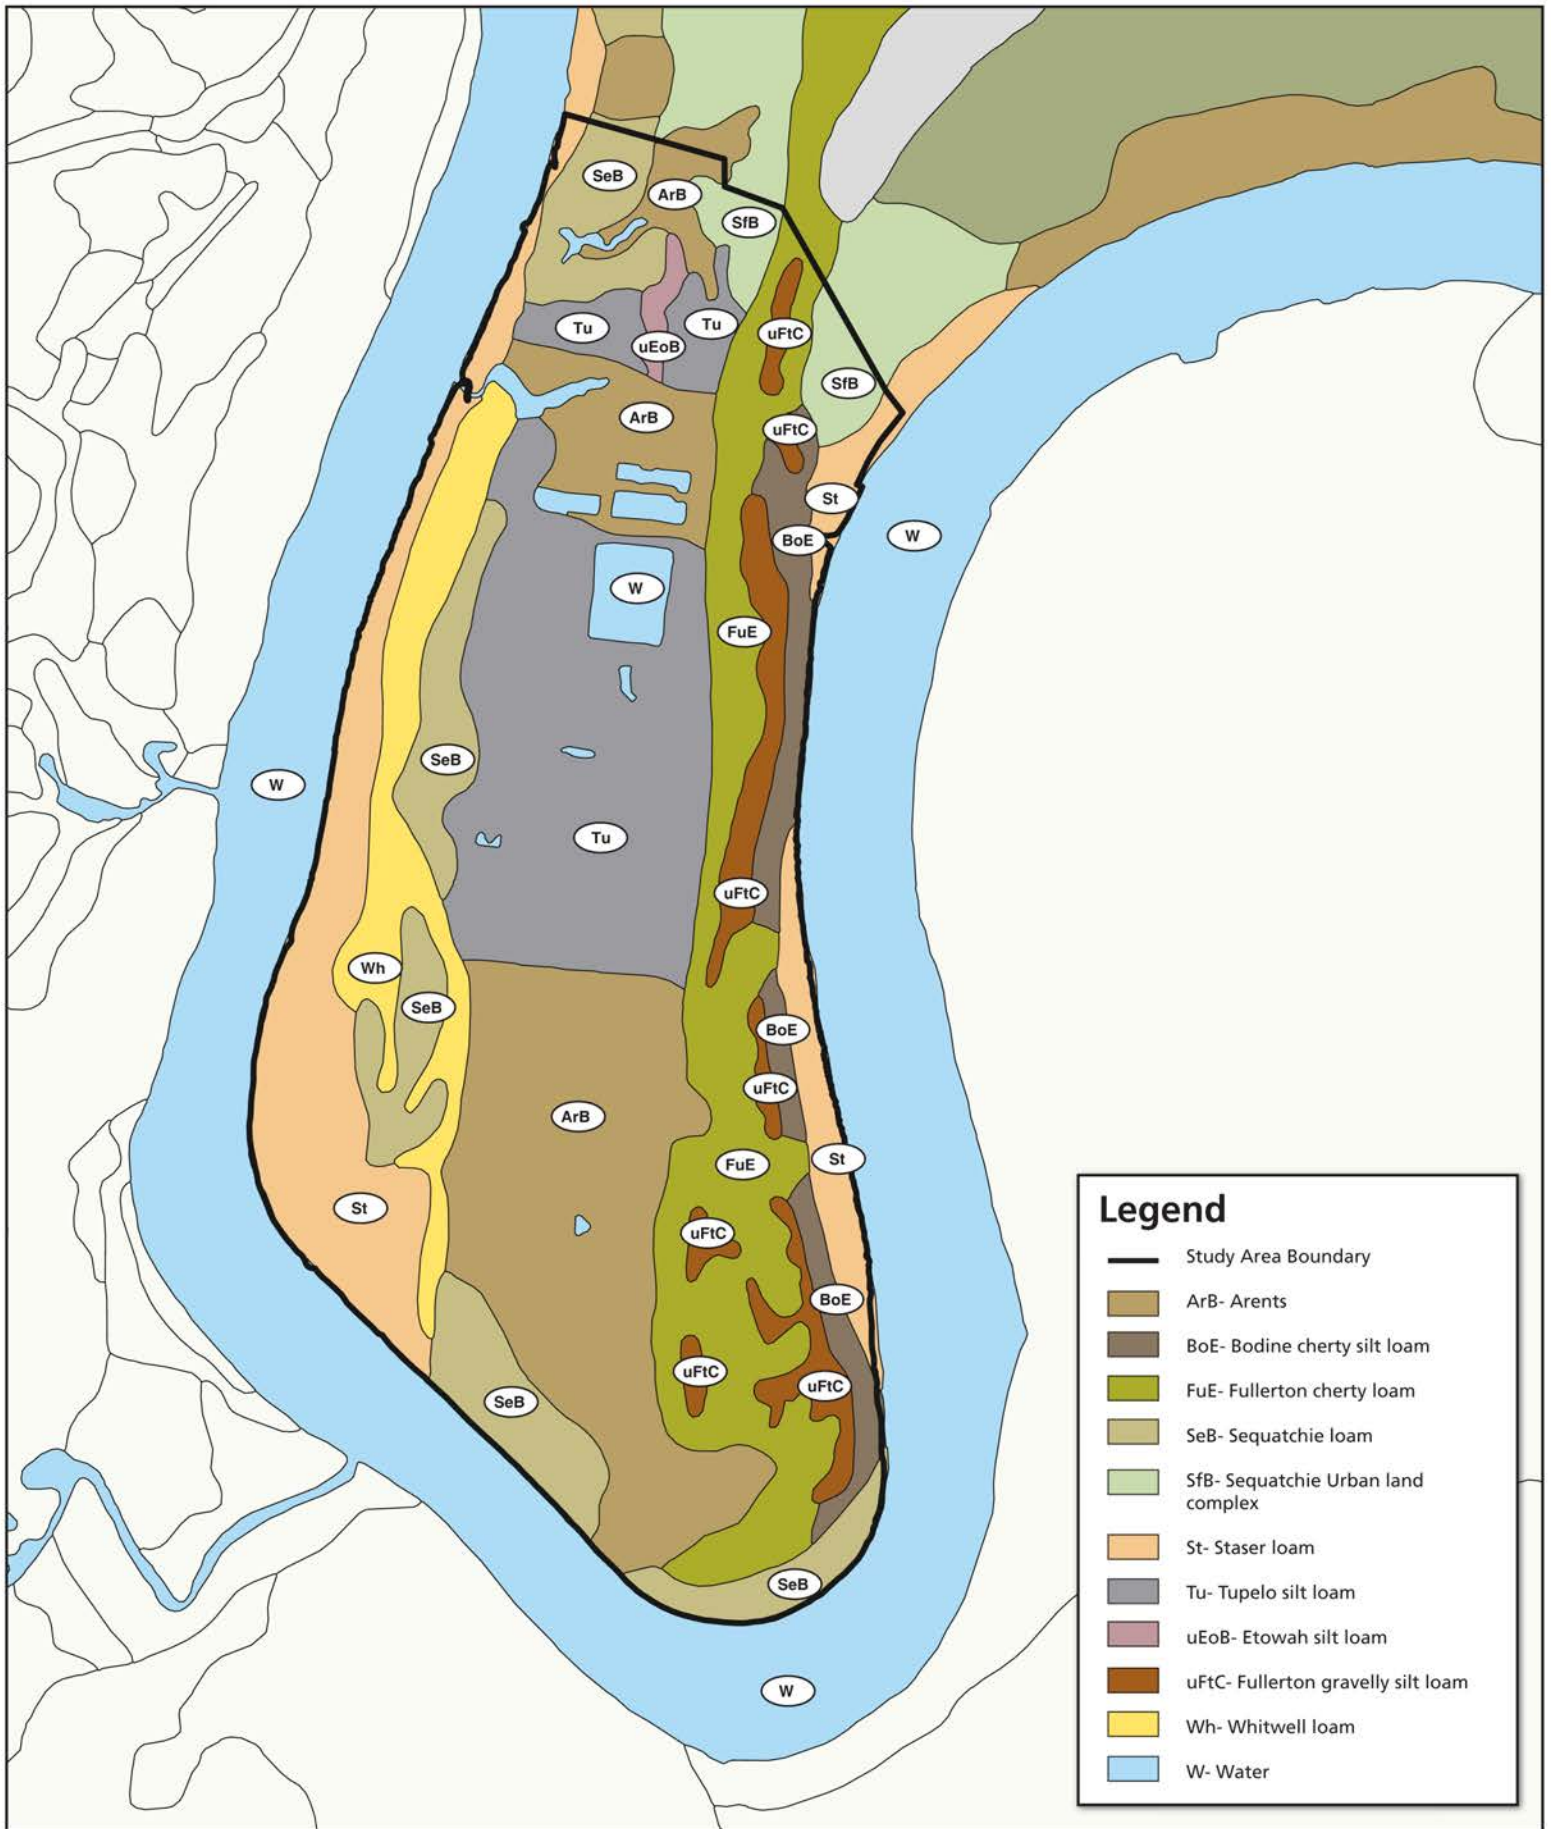 SeB
ArB
SfB
Tu
Tu
uEoB
uFtC
SfB
ArB
uFtC
St
BoE
W
W
FuE
SeB
W
Tu
uFtC
Wh
SeB
BoE
uFtC
ArB
FuE
St
St
uFtC
BoE
uFtC
uFtC
SeB
SeB
W
Legend
Study Area Boundary
ArB- Arents
BoE- Bodine cherty silt loam
FuE- Fullerton cherty loam
SeB- Sequatchie loam
SfB- Sequatchie Urban land
complex
St- Staser loam
Tu- Tupelo silt loam
uEoB- Etowah silt loam
uFtC- Fullerton gravelly silt loam
Wh- Whitwell loam
W- Water